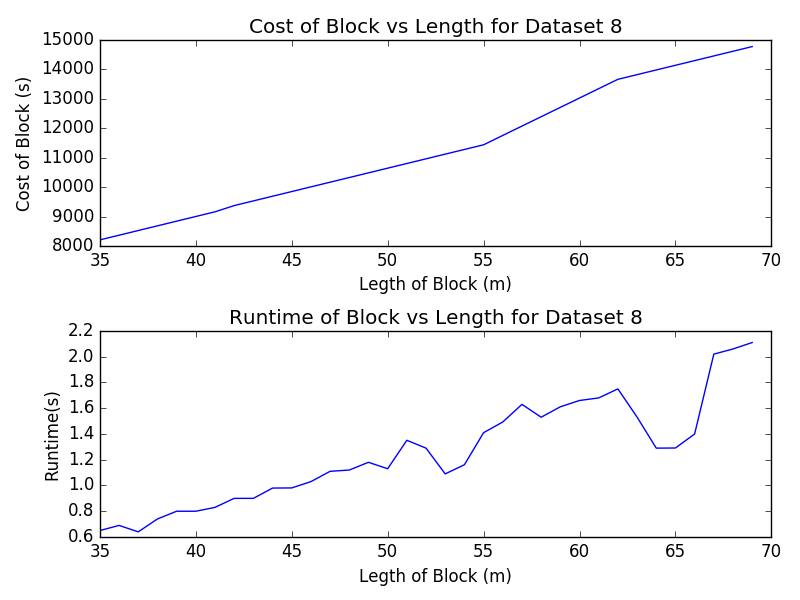 Cost of Block vs Length for Dataset 8
15000
14000
13000
12000
11000
10000
9000
8000
Cost of Block (s)
35 40 45 50 55 60 65 70
Legth of Block (m)
Runtime of Block vs Length for Dataset 8
2.2
2.0
1.8
1.6
1.4
1.2
1.0
0.8
0.6
Runtime(s)
35 40 45 50 55 60 65 70
Legth of Block (m)